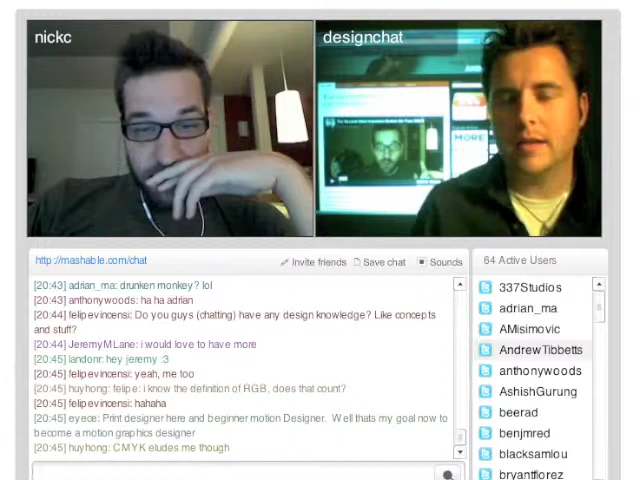 nickc
designchat
MORE
http://mashable.com/chat
Invite friends
Save chat
Sounds
64 Active Users
[20:43] adrian_ma: drunken monkey? lol
[20:43] anthonywoods: ha ha adrian
[20:44] felipevincensi: Do you guys (chatting) have any design knowledge? Like concepts
and stuff?
[20:44] JeremyMLane: i would love to have more
[20:45] landonr: hey jeremy :3
[20:45] felipevincensi: yeah, me too
[20:45] huyhong: felipe: i know the definition of RGB, does that count?
[20:45] felipevincensi: hahaha
[20:45] eyece: Print designer here and beginner motion Designer. Well thats my goal now to
become a motion graphics designer
[20:45] huyhong: CMYK eludes me though
337Studios
adrian_ma
AMisimovic
AndrewTibbetts
anthonywoods
AshishGurung
beerad
benjmred
blacksamlou
bryantflorez